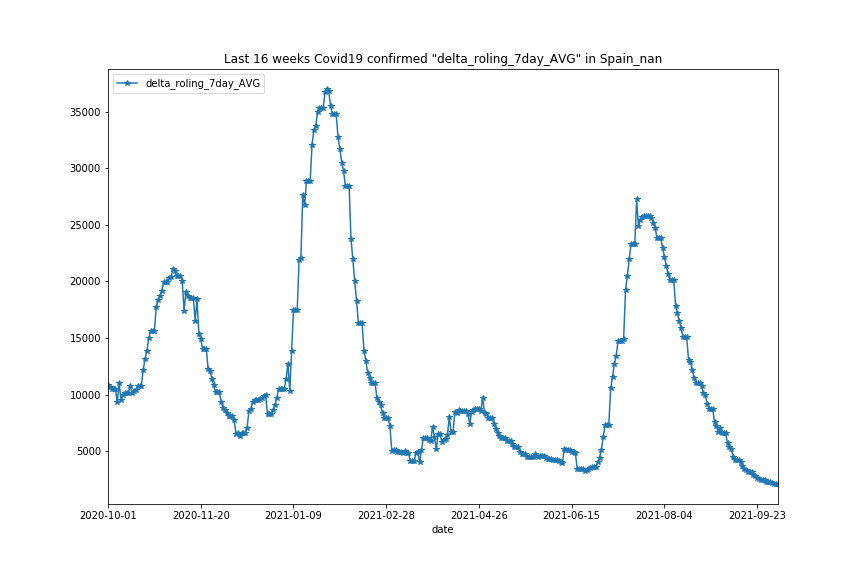 Last 16 weeks Covid19 confirmed "delta_roling_7day_AVG" in Spain_nan
delta_roling_7day_AVG
35000
30000
25000
20000
15000
10000
5000
2020-10-01 2020-11-20 2021-01-09 2021-02-28 2021-04-26 2021-06-15 2021-08-04 2021-09-23
date